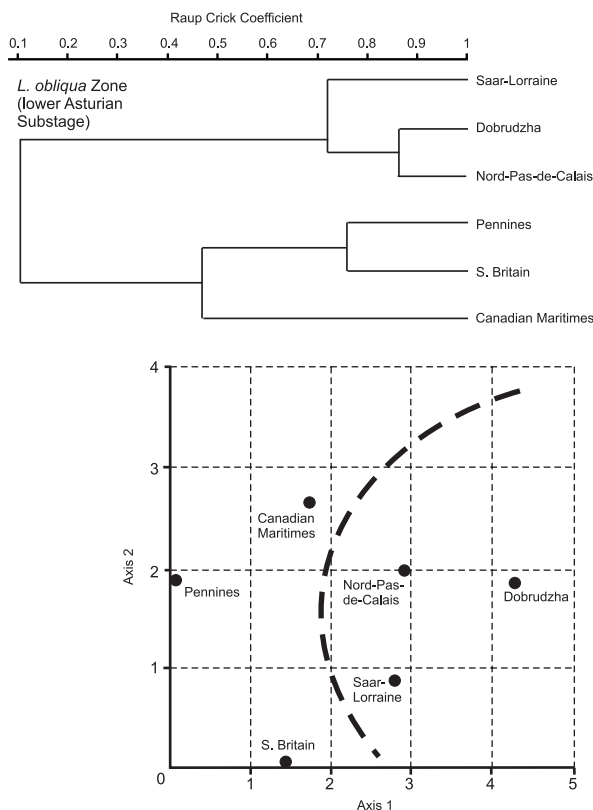 Raup Crick Coefficient
0.1 0.2 0.3 0.4 0.5 0.6 0.7 0.8 0.9 1
L. obliqua Zone
(lower Asturian
Substage)
Saar-Lorraine
Dobrudzha
Nord-Pas-de-Calais
Pennines
S. Britain
Canadian Maritimes
4
3
2
1
0
Axis 2
Canadian
Maritimes
Pennines
Nord-Pas-
de-Calais
Dobrudzha
Saar-
Lorraine
S. Britain
1 2 3 4 5
Axis 1